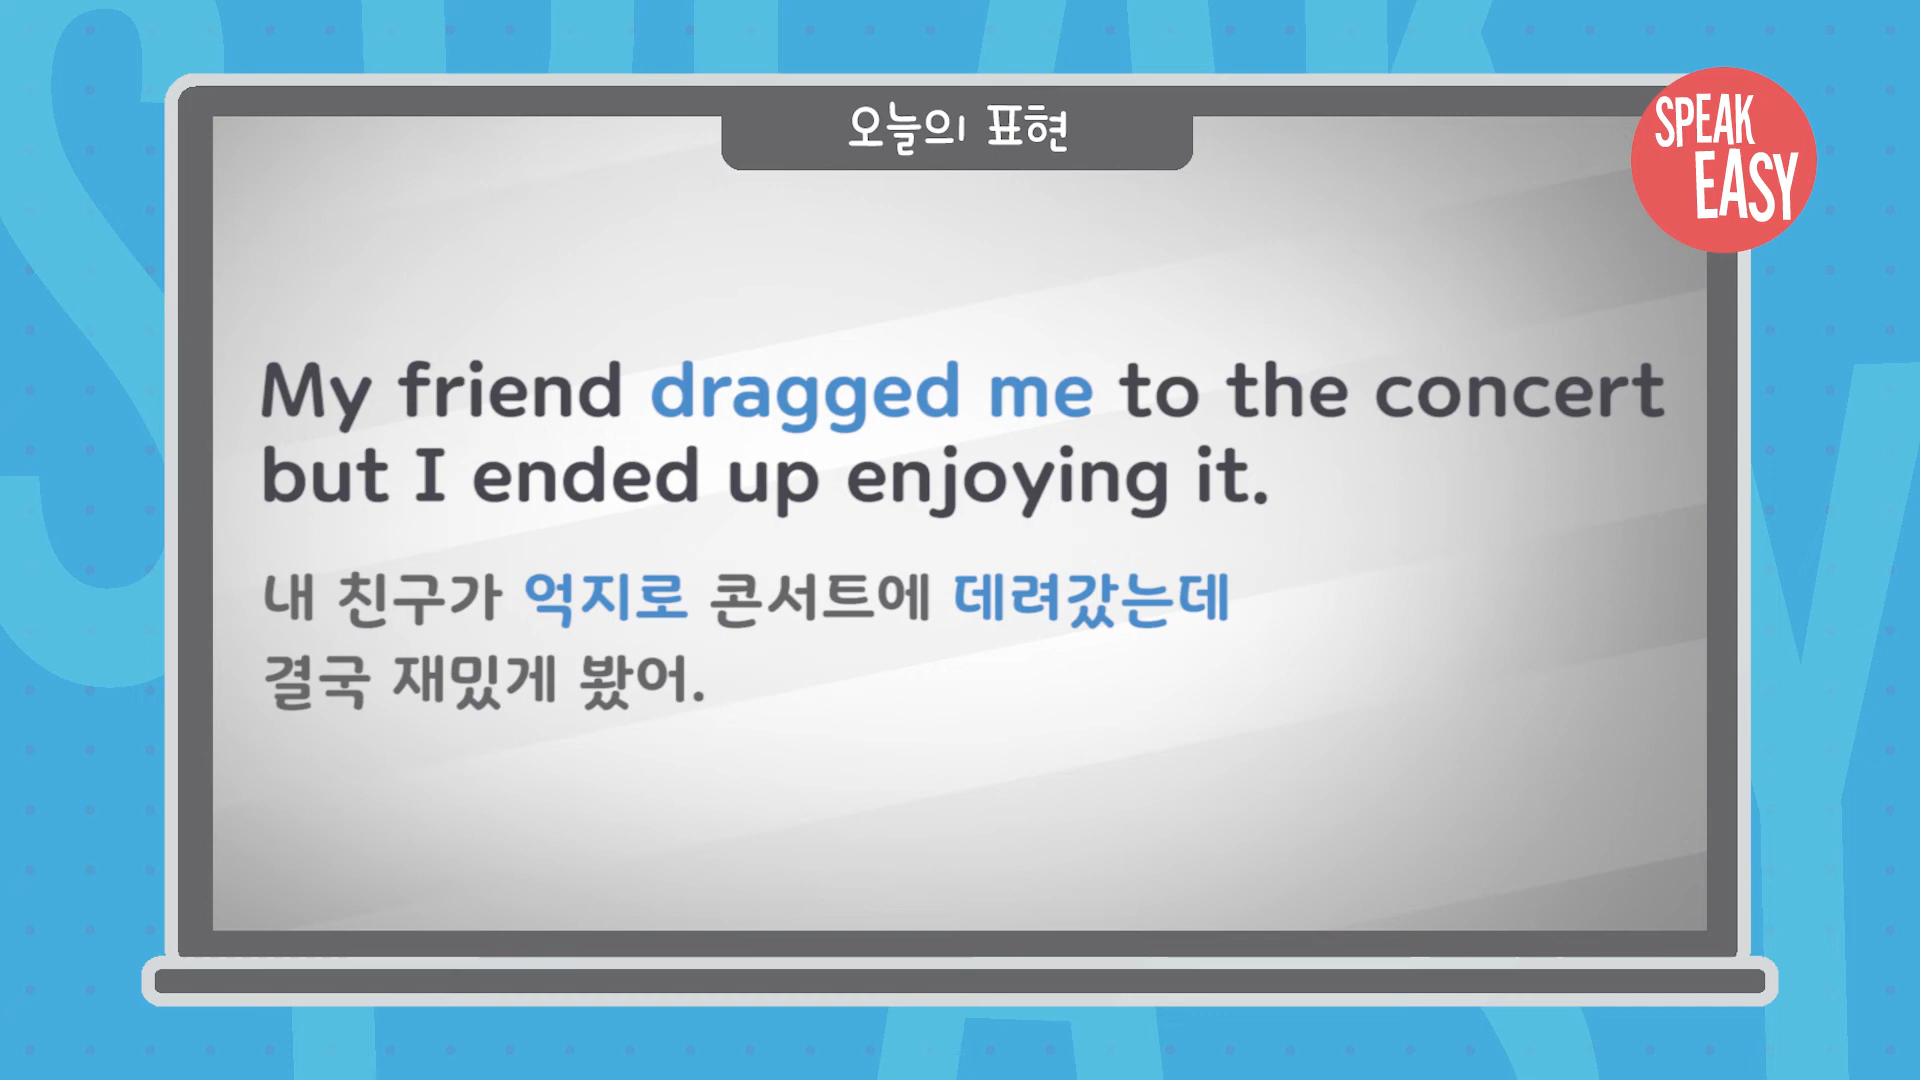 오늘의 표현
SPEAK
EASY
My friend dragged me to the concert
but I ended up enjoying it.
내 친구가 억지로 콘서트에 데려갔는데
결국 재밌게 봤어.